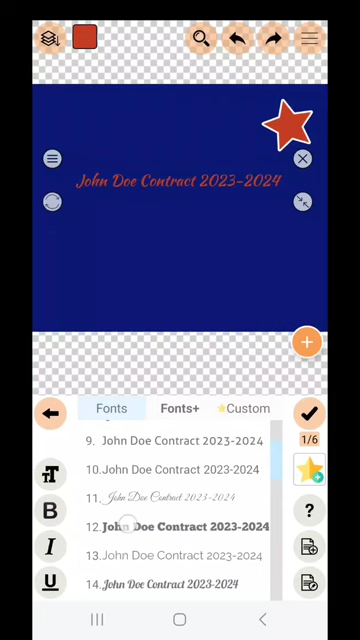 John Doe Contract 2023-2024
Fonts Fonts+ Custom
1/6
9. John Doe Contract 2023-2024
10. John Doe Contract 2023-2024
11. John Doe Contract 2023-2024
12. John Doe Contract 2023-2024
13. John Doe Contract 2023-2024
14. John Doe Contract 2023-2024
TT
B
I
U
?